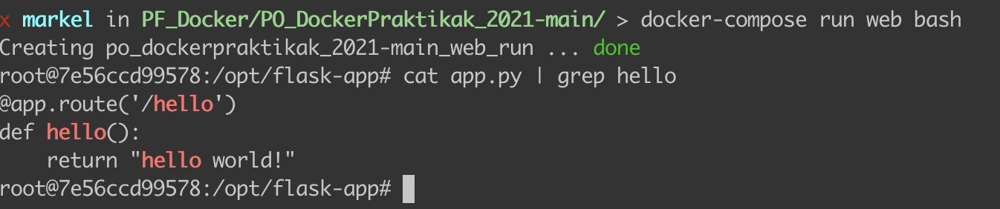 x markel in PF_Docker/PO_DockerPraktikak_2021-main/ > docker-compose run web bash
Creating po_dockerpraktikak_2021-main_web_run ... done
root@7e56ccd99578:/opt/flask-app# cat app.py | grep hello
@app.route('/hello')
def hello():
    return "hello world!"
root@7e56ccd99578:/opt/flask-app#